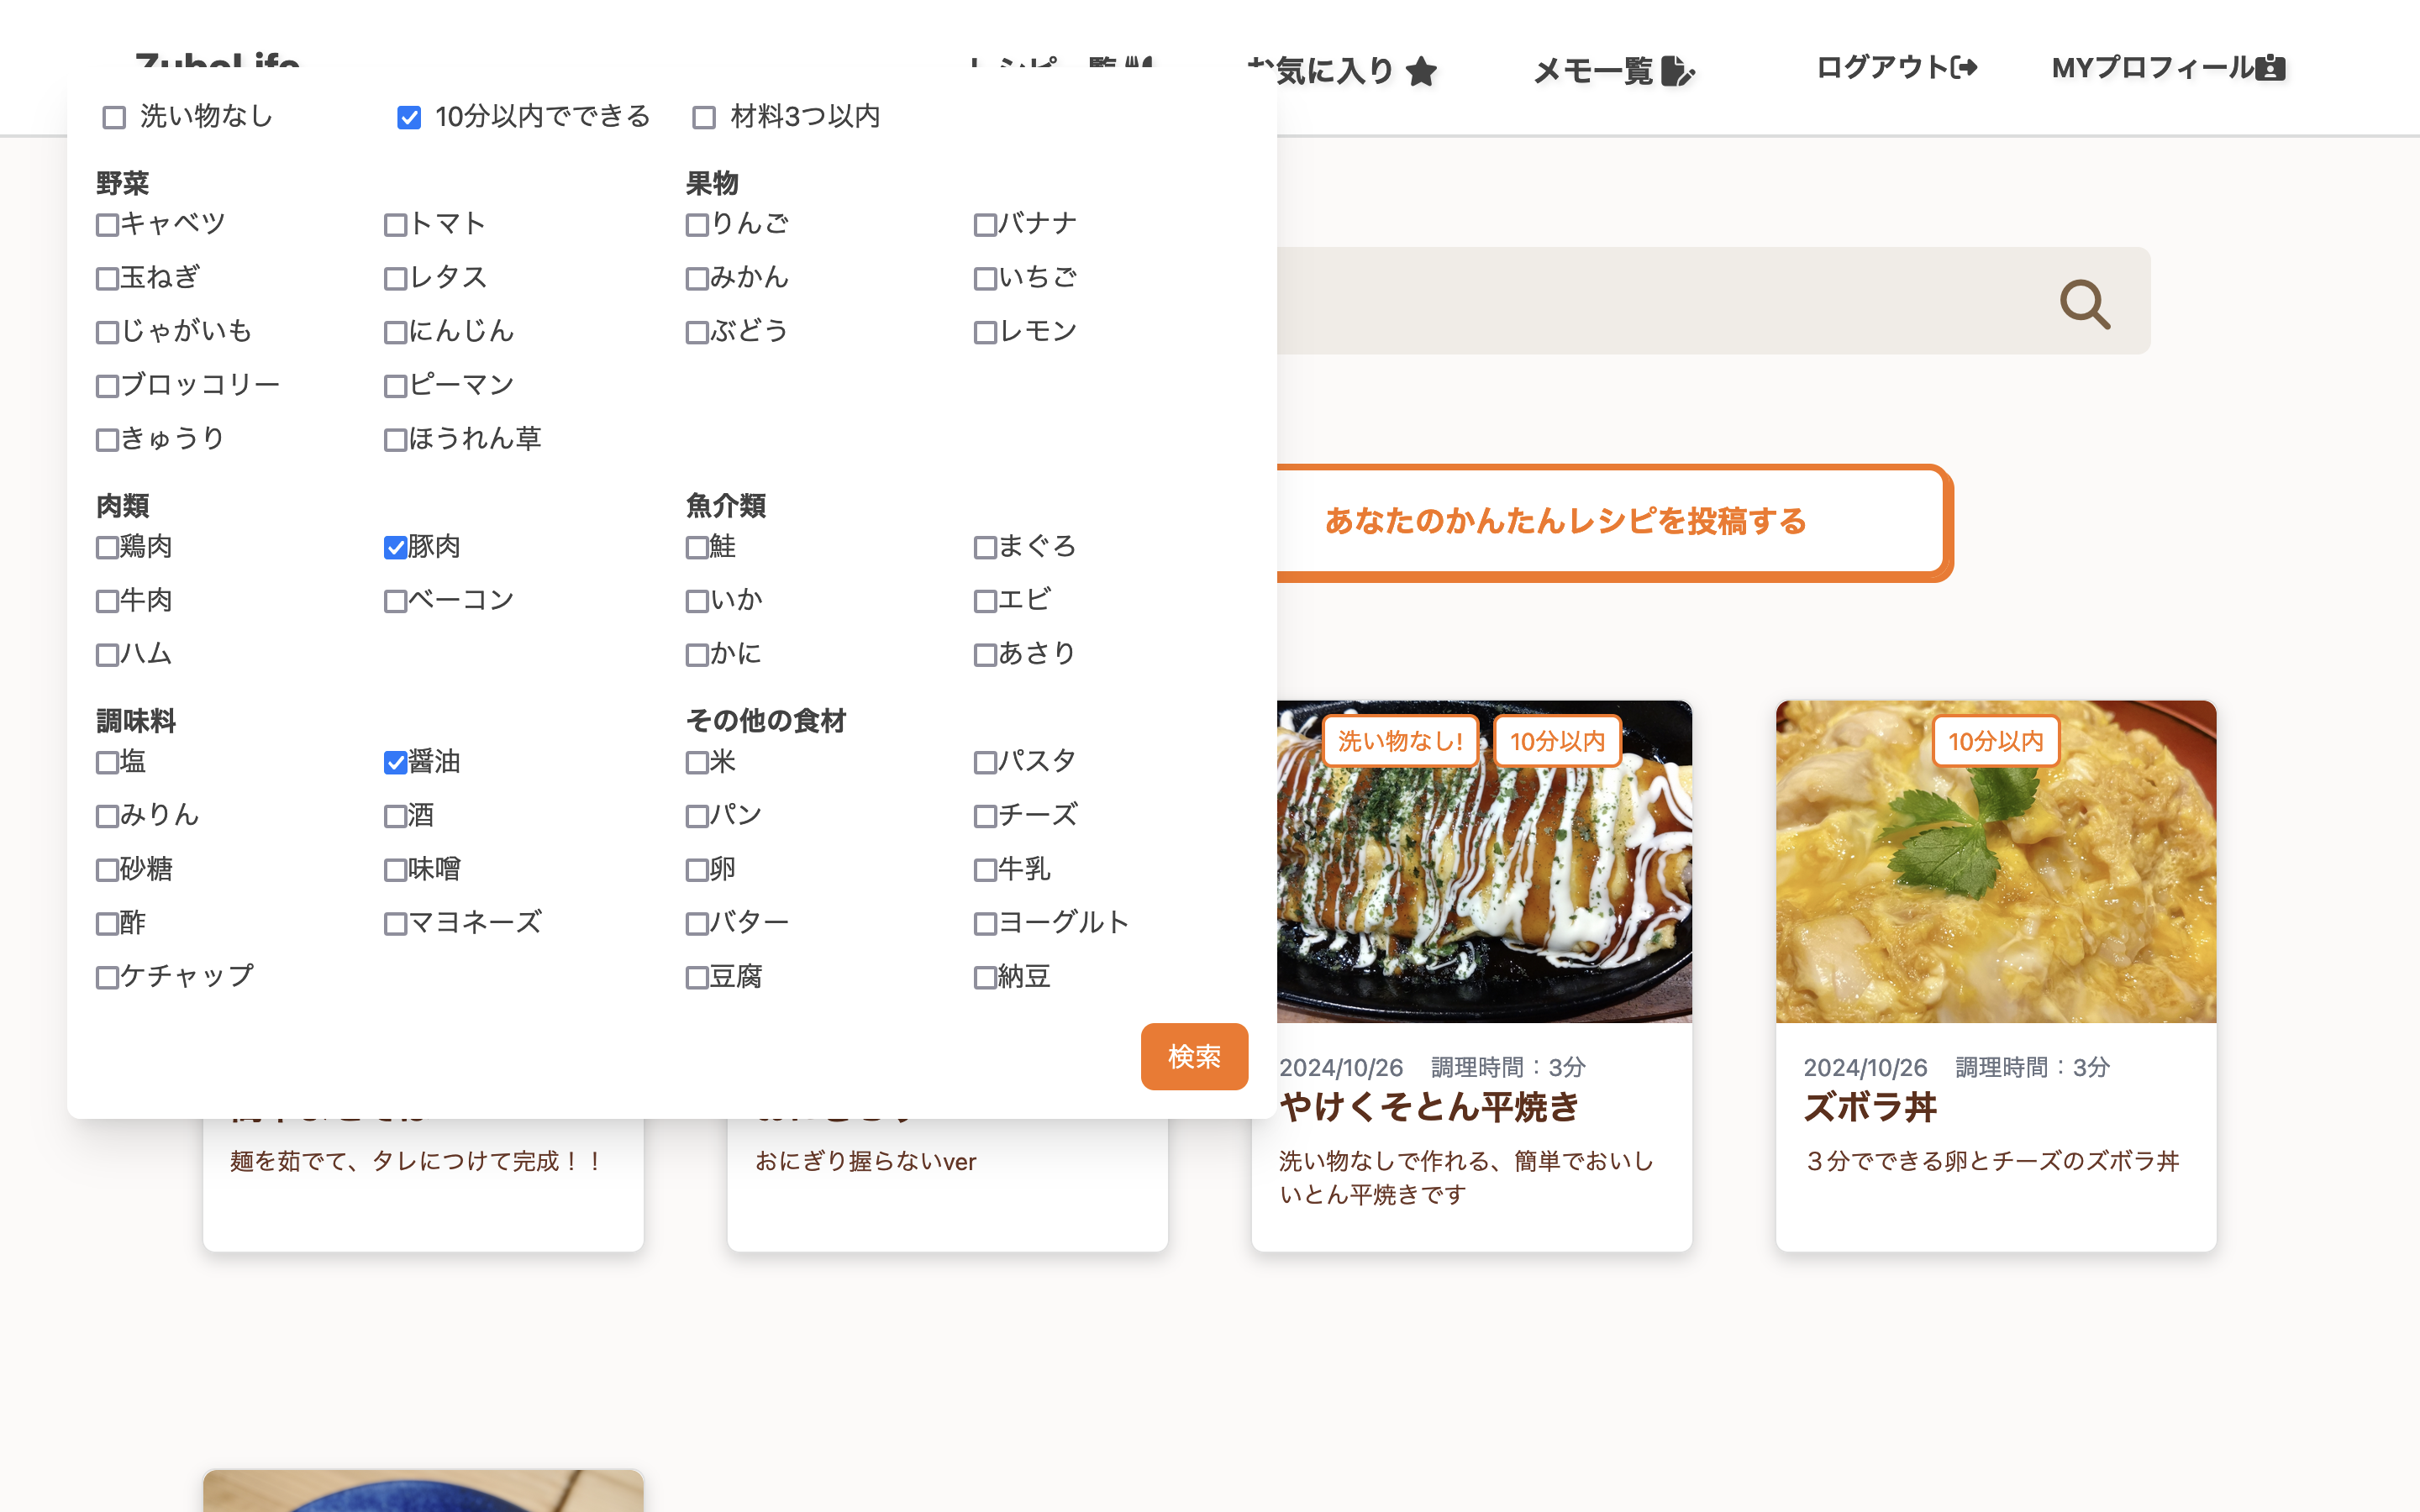 ZuboLife
レシピ一覧
お気に入り
メモ一覧
ログアウト
MYプロフィール
洗い物なし
10分以内でできる
材料3つ以内
野菜
キャベツ
トマト
玉ねぎ
レタス
じゃがいも
にんじん
ブロッコリー
ピーマン
きゅうり
ほうれん草
果物
りんご
バナナ
みかん
いちご
ぶどう
レモン
肉類
鶏肉
豚肉
牛肉
ベーコン
ハム
魚介類
鮭
まぐろ
いか
エビ
かに
あさり
調味料
塩
醤油
みりん
酒
砂糖
味噌
酢
マヨネーズ
ケチャップ
その他の食材
米
パスタ
パン
チーズ
卵
牛乳
バター
ヨーグルト
豆腐
納豆
検索
あなたのかんたんレシピを投稿する
麺を茹でて、タレにつけて完成！！
おにぎり握らないver
洗い物なし!
10分以内
2024/10/26 調理時間：3分
やけくそとん平焼き
洗い物なしで作れる、簡単でおいし
いとん平焼きです
10分以内
2024/10/26 調理時間：3分
ズボラ丼
３分でできる卵とチーズのズボラ丼